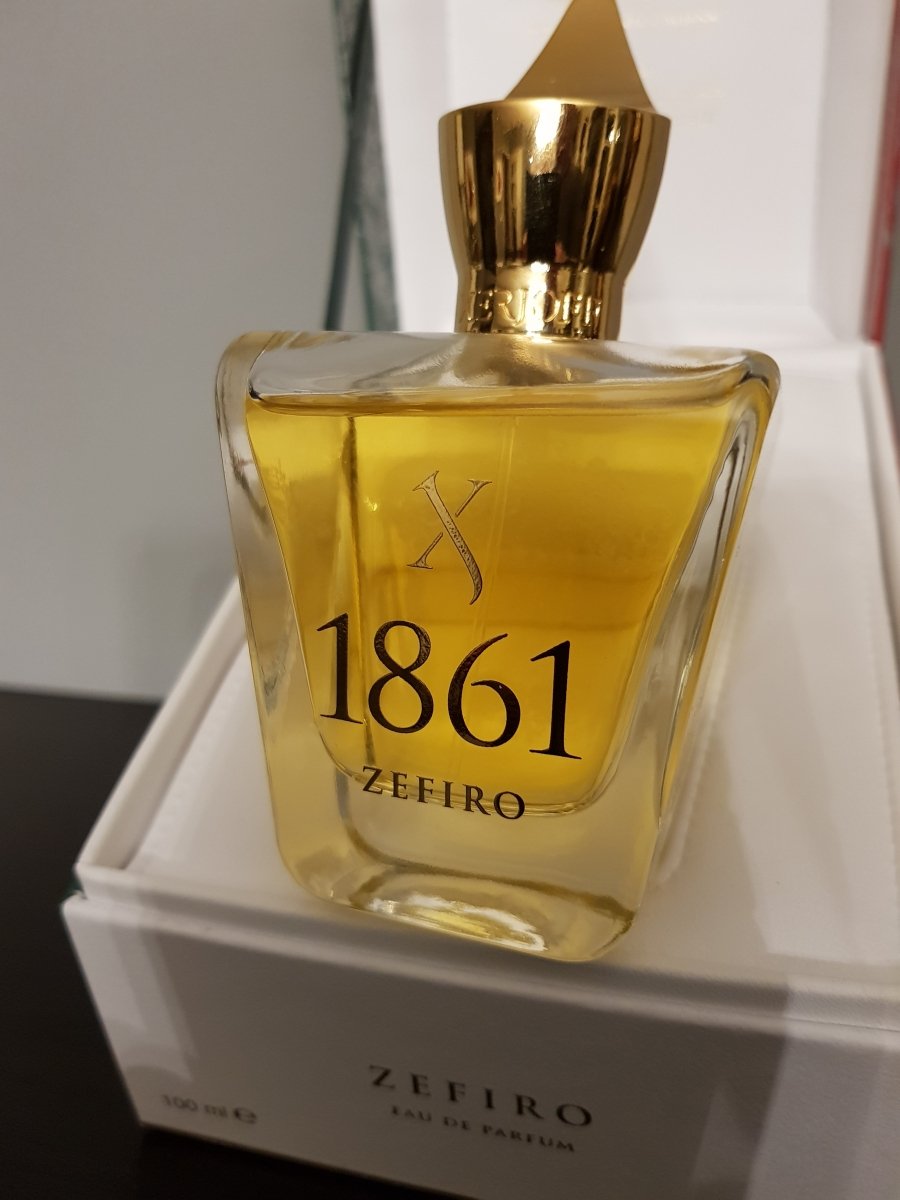 X
1861
ZEFIRO
ZEFIRO
EAU DE PARFUM
100 ml ℮